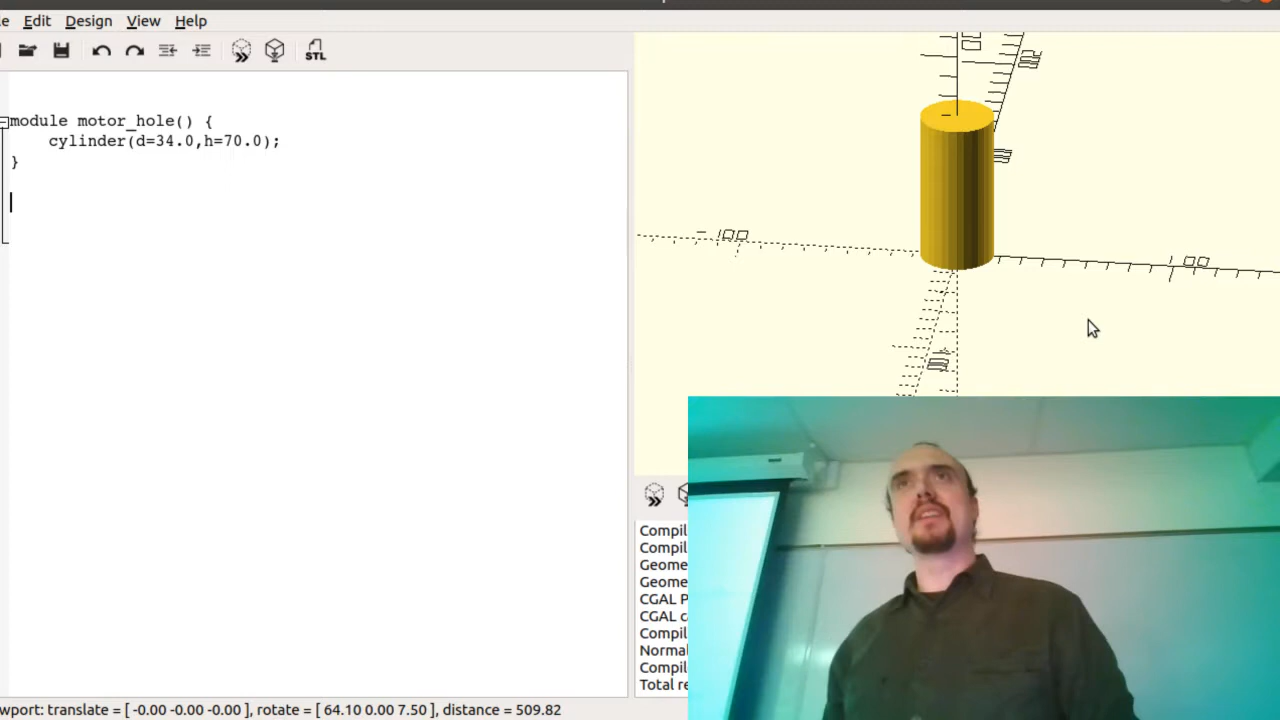 Edit Design View Help
STL
module motor_hole() {
cylinder(d=34.0,h=70.0);
}
-100
100
Compil
Compil
Geome
Geome
CGAL P
CGAL c
Compil
Normal
Compil
Total re
wport: translate = [ -0.00 -0.00 -0.00 ], rotate = [ 64.10 0.00 7.50 ], distance = 509.82